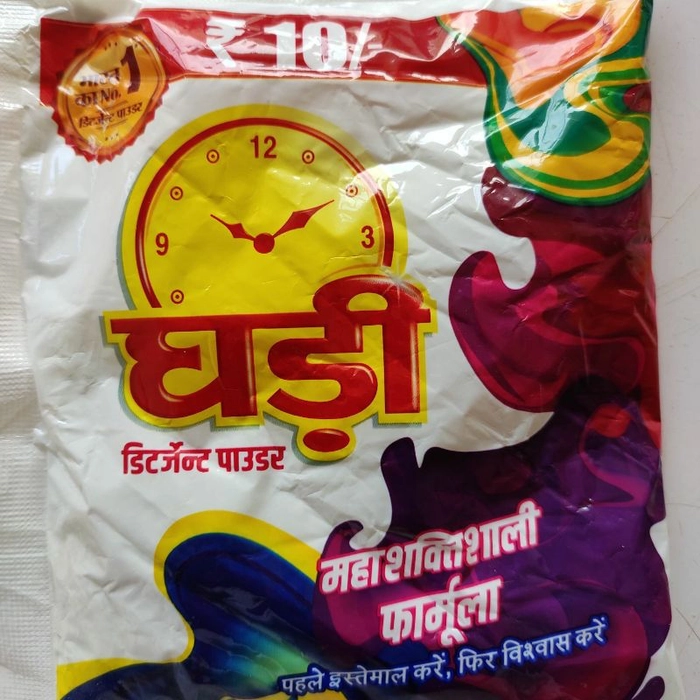 ₹ 10/-
भारत
का No. 1
डिटर्जेन्ट पाउडर
12
9
3
घड़ी
डिटर्जेन्ट पाउडर
महाशक्तिशाली
फार्मूला
पहले इस्तेमाल करें, फिर विश्वास करें